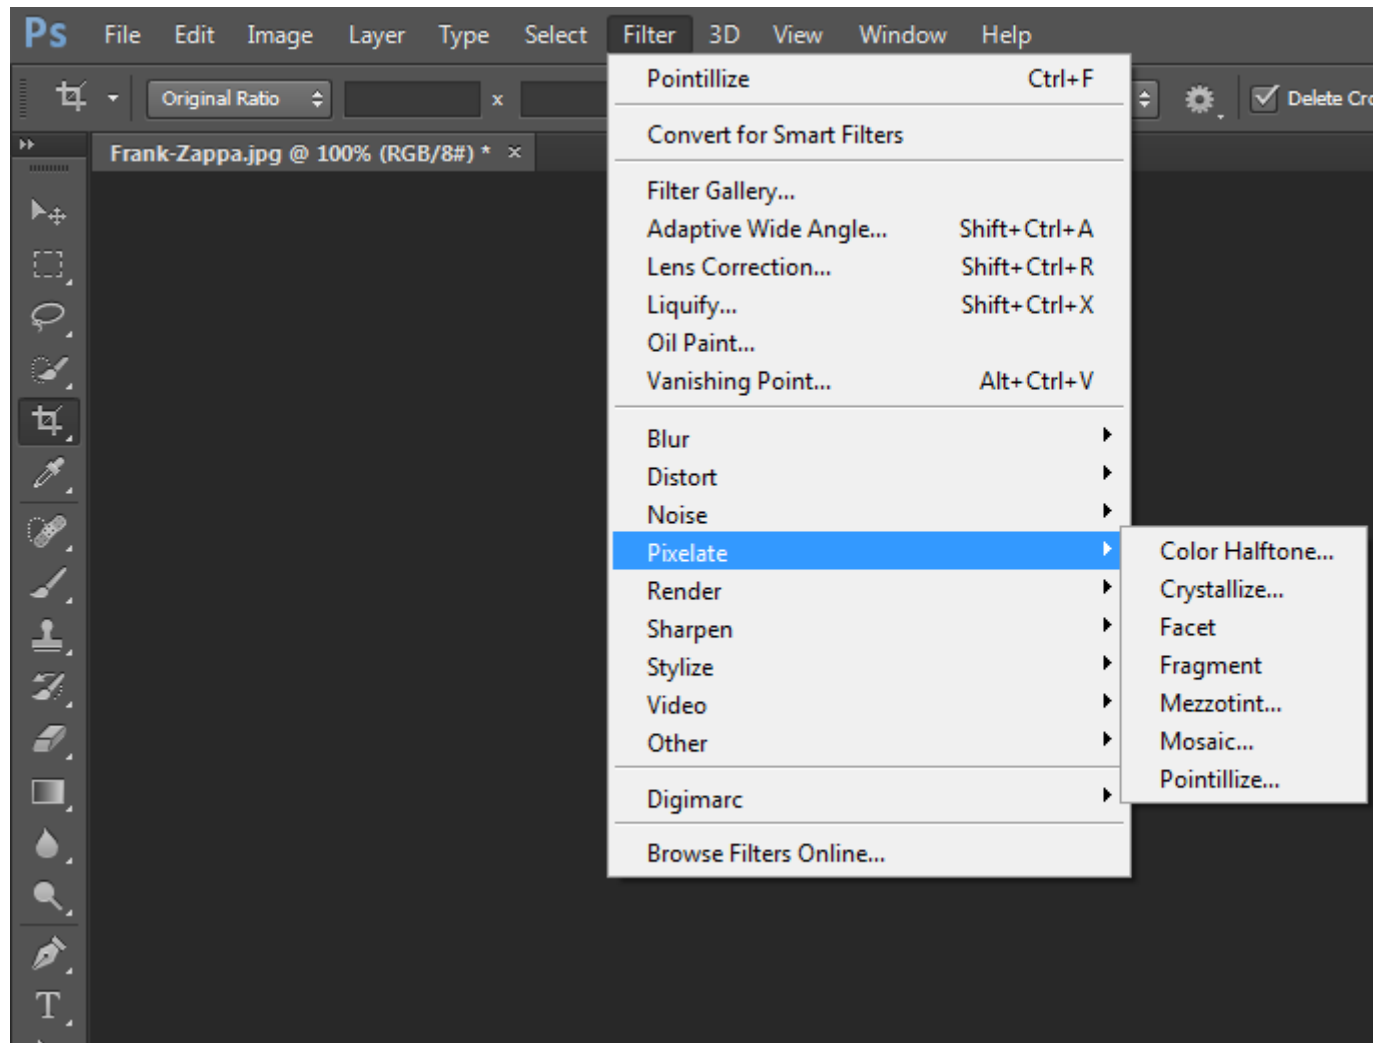 Ps File Edit Image Layer Type Select Filter 3D View Window Help
Original Ratio x
Frank-Zappa.jpg @ 100% (RGB/8#) * ×
Pointillize Ctrl+F
Convert for Smart Filters
Filter Gallery...
Adaptive Wide Angle... Shift+Ctrl+A
Lens Correction... Shift+Ctrl+R
Liquify... Shift+Ctrl+X
Oil Paint...
Vanishing Point... Alt+Ctrl+V
Blur
Distort
Noise
Pixelate
Render
Sharpen
Stylize
Video
Other
Digimarc
Browse Filters Online...
Color Halftone...
Crystallize...
Facet
Fragment
Mezzotint...
Mosaic...
Pointillize...
Delete Cro
T